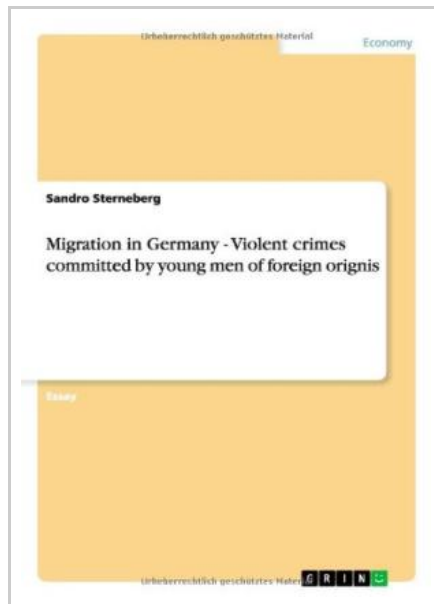 Urheberrechtlich geschütztes Material
Economy
Sandro Sterneberg
Migration in Germany - Violent crimes
committed by young men of foreign orignis
Essay
Urheberrechtlich geschütztes Mater
GRIN